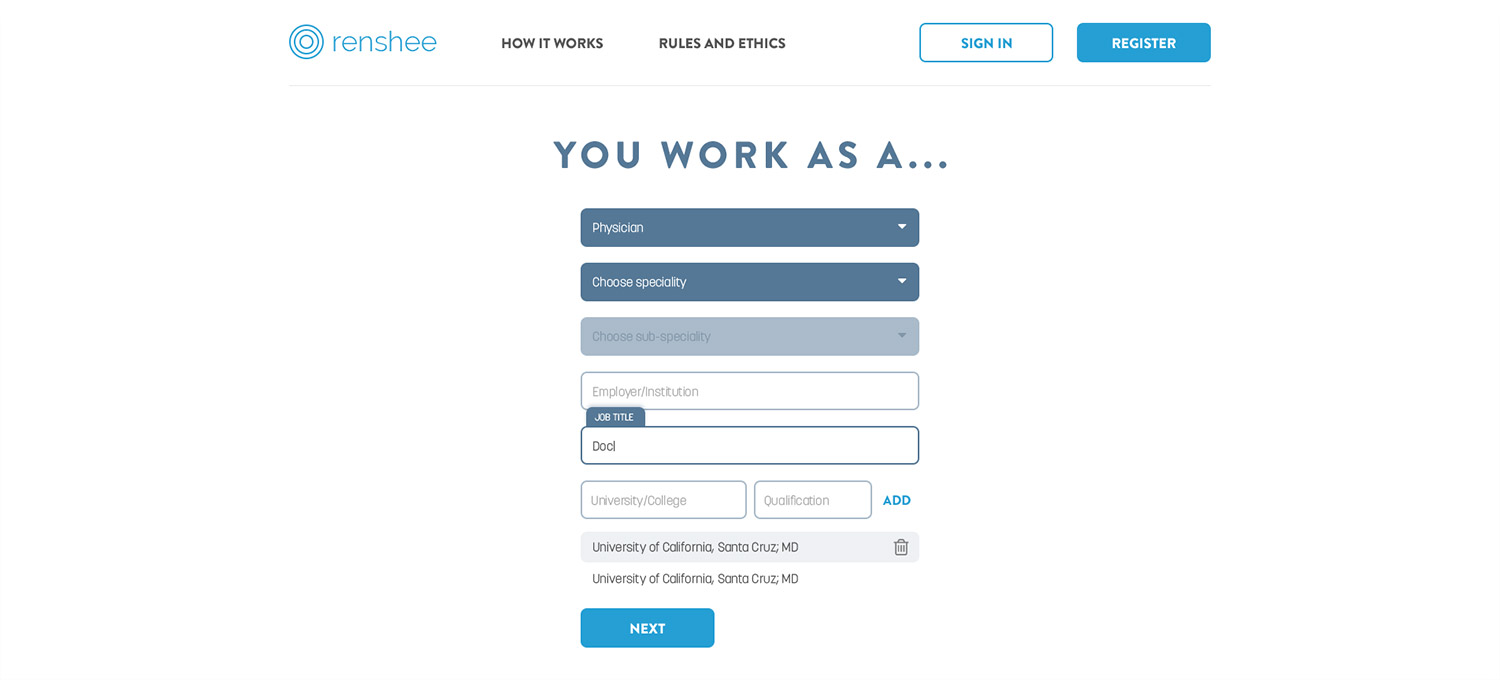 renshee HOW IT WORKS RULES AND ETHICS SIGN IN REGISTER
YOU WORK AS A...
Physician
Choose speciality
Choose sub-speciality
Employer/Institution
JOB TITLE
Docl
University/College Qualification ADD
University of California, Santa Cruz; MD
University of California, Santa Cruz; MD
NEXT